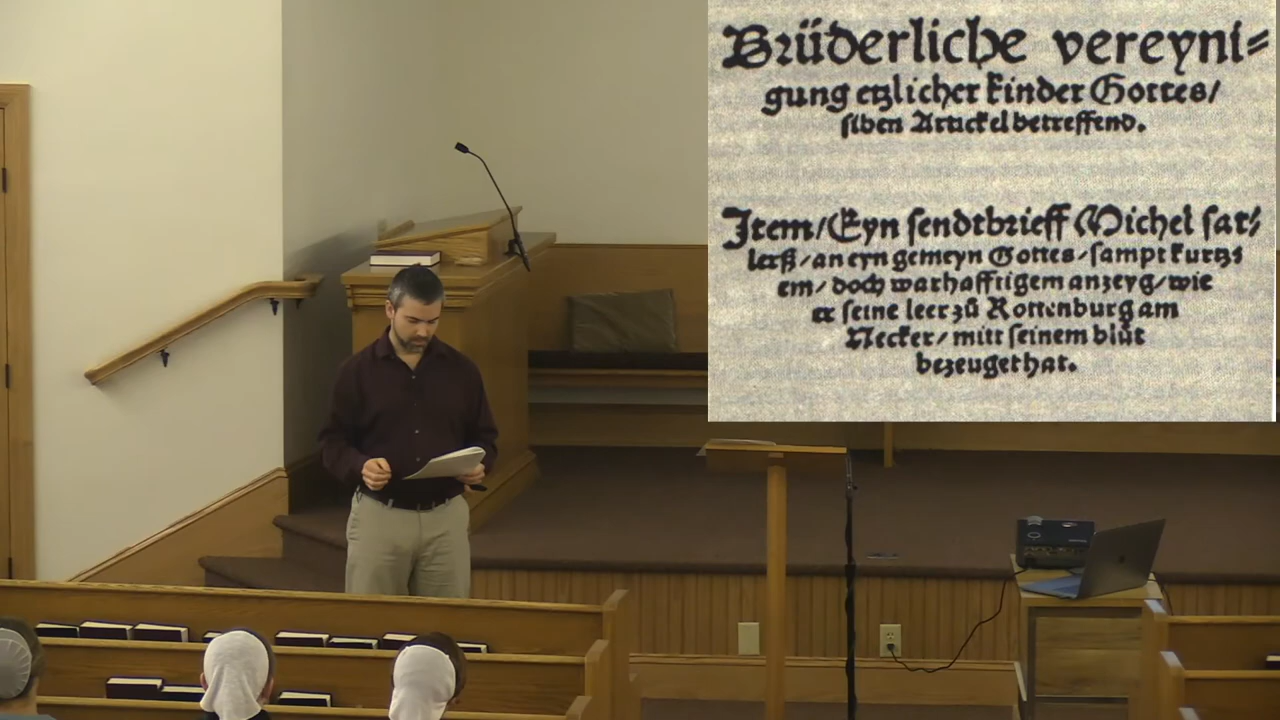 Brüderliche vereyni⸗
gung etzlicher kinder Gottes/
siben Artickel betreffend.
Item/ Eyn sendtbrieff Michel sat⸗
lers/ an eyn gemeyn Gottes/ sampt kurtz
em/ doch warhafftigem anzeyg/ wie
er seine leer zů Rottenburg am
Necker/ mitt seinem blůt
bezeuget hat.